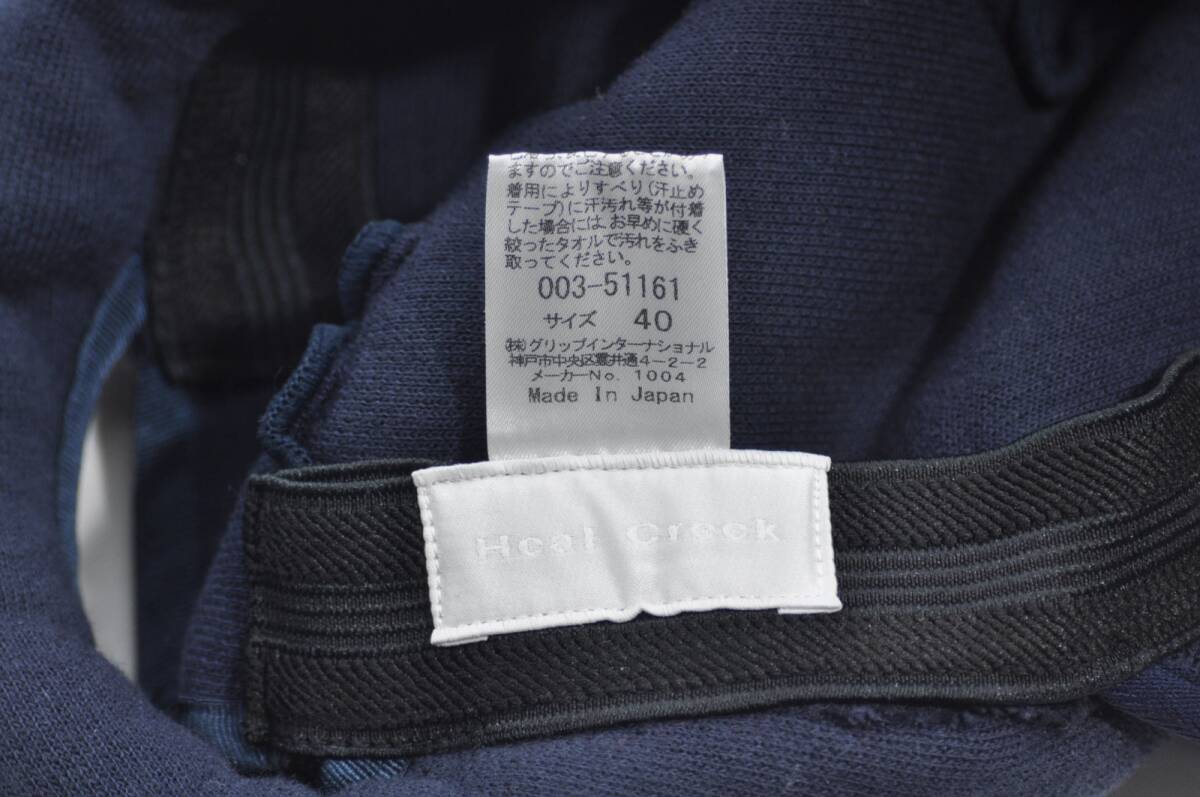 ますのでご注意ください。
着用によりすべり(汗止め
テープ)に汗汚れ等が付着
した場合には、お早めに硬く
絞ったタオルで汚れをふき
取ってください。
003-51161
サイズ 40
(株)グリップインターナショナル
神戸市中央区雲井通4-2-2
メーカーNo. 1004
Made In Japan
Heal Creek